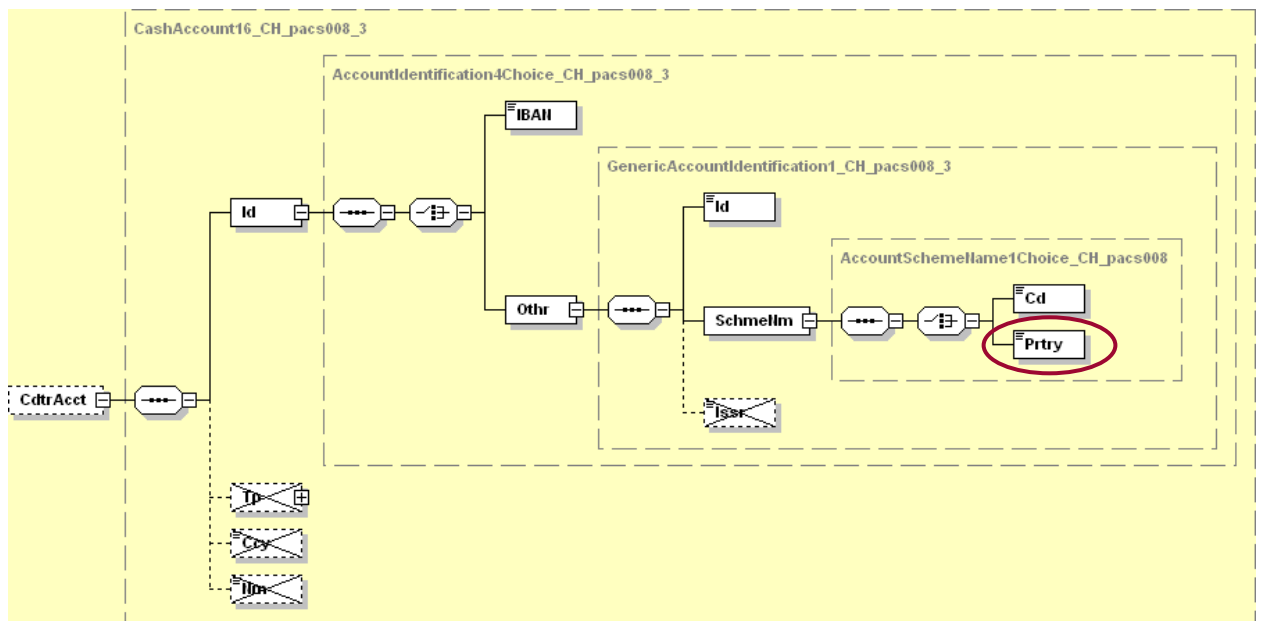 CashAccount16_CH_pacs008_3
AccountIdentification4Choice_CH_pacs008_3
IBAN
GenericAccountIdentification1_CH_pacs008_3
Id
Id
AccountSchemeName1Choice_CH_pacs008
Cd
Othr
SchmeNm
Prtry
CdtrAcct
Issr
Tp
Ccy
Nm